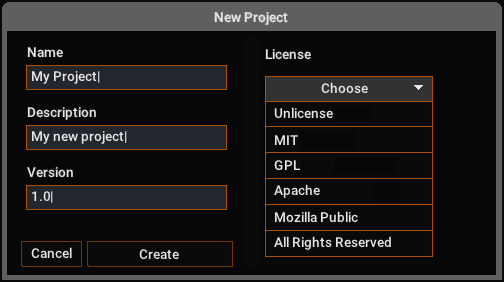 New Project
Name
My Project|
Description
My new project|
Version
1.0|
Cancel
Create
License
Choose
Unlicense
MIT
GPL
Apache
Mozilla Public
All Rights Reserved